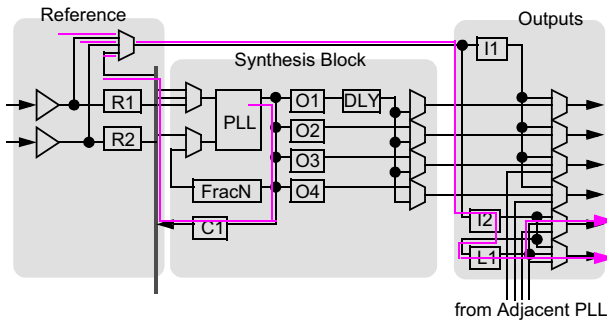 Reference
Outputs
I1
Synthesis Block
R1
R2
PLL
O1
DLY
O2
O3
FracN
O4
C1
I2
L1
from Adjacent PLL